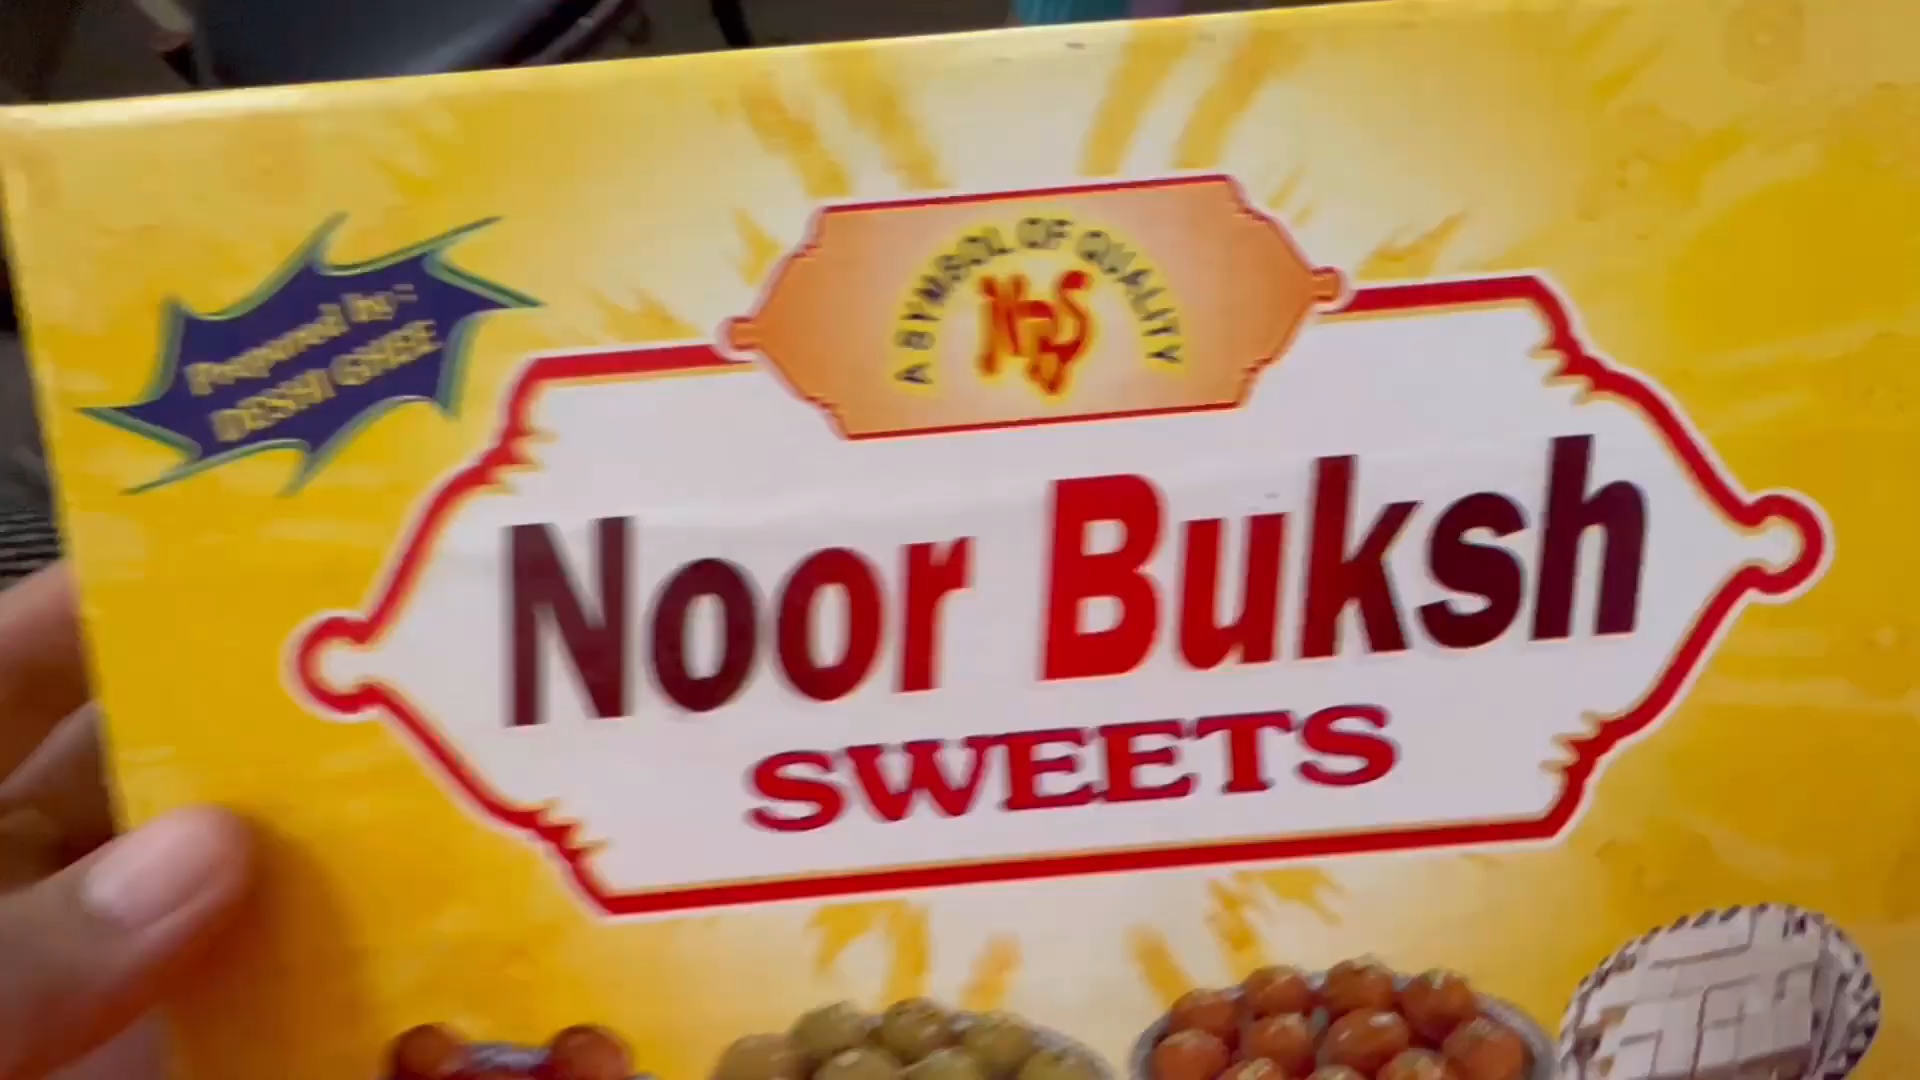 A SYMBOL OF QUALITY
NBS
Prepared by:
DESHI GHEE
Noor Buksh
SWEETS